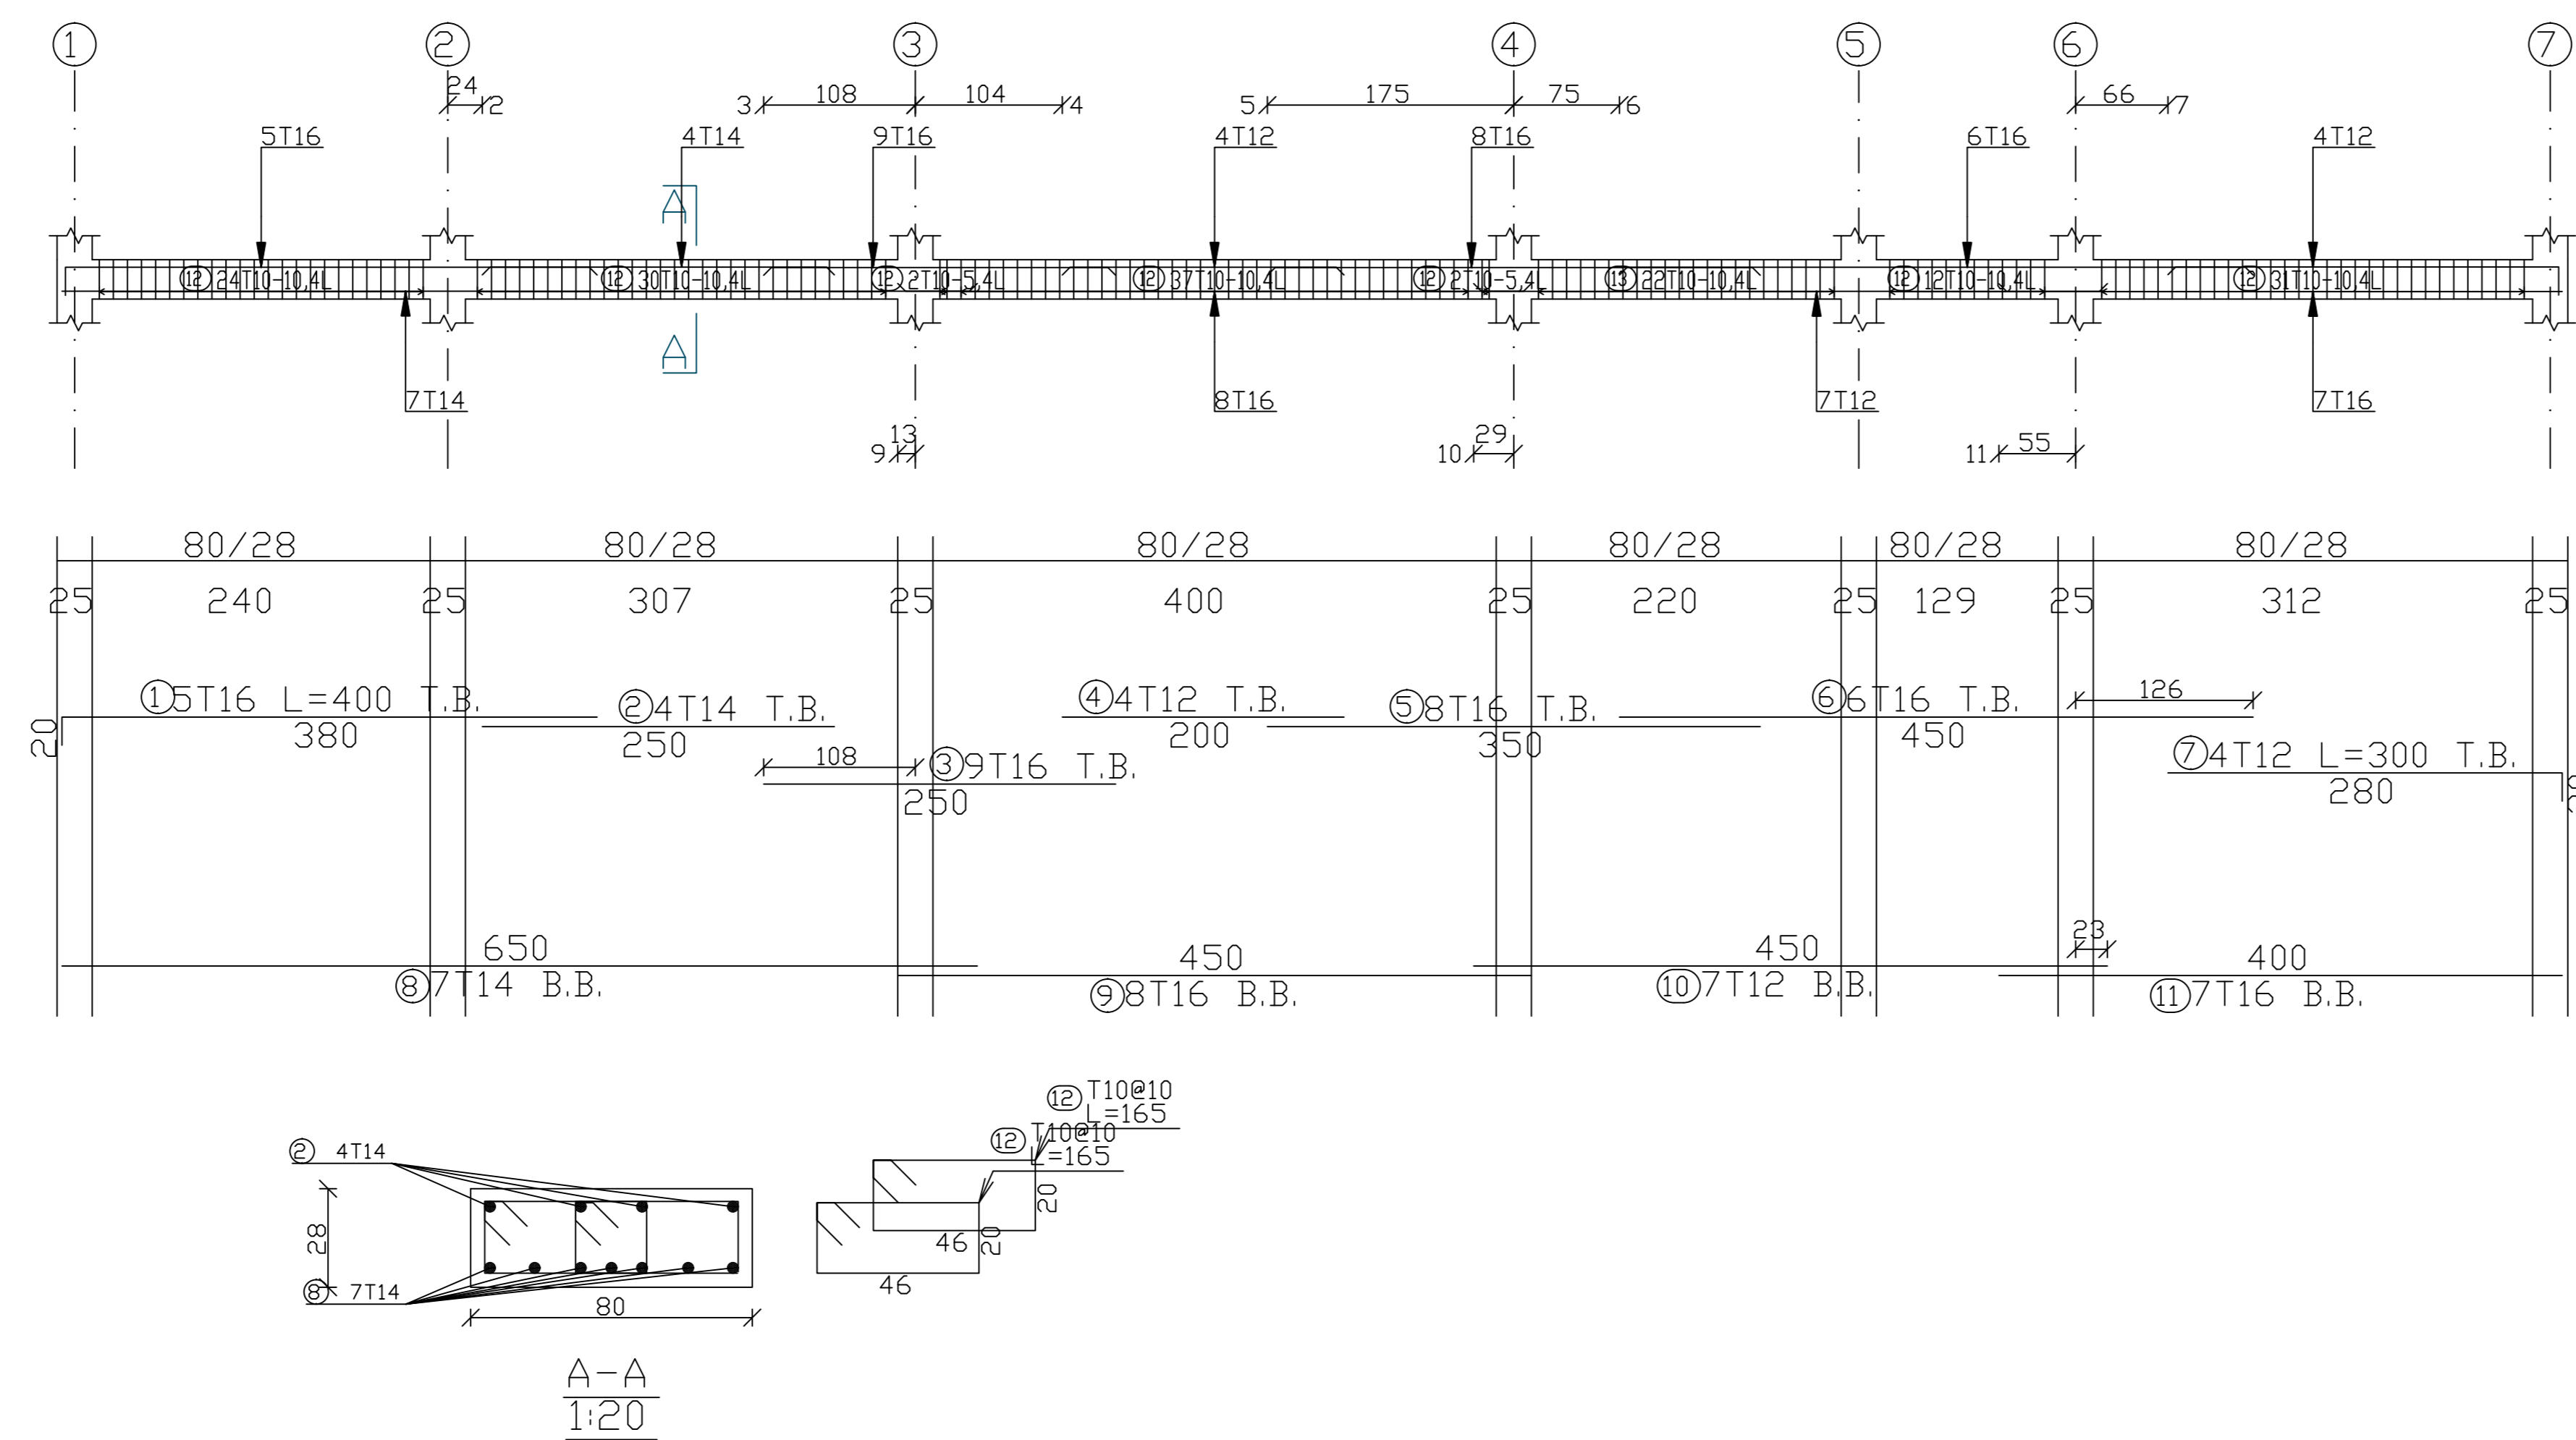 1 2 3 4 5 6 7
24
2 3 108 104 4 5 175 75 6 66 7
5T16 4T14 9T16 4T12 8T16 6T16 4T12
A
12 24T10-10,4L 12 30T10-10,4L 12 2T10-5,4L 12 37T10-10,4L 12 2T10-5,4L 13 22T10-10,4L 12 12T10-10,4L 12 31T10-10,4L
A
7T14 8T16 7T12 7T16
9 13 10 29 11 55
80/28 80/28 80/28 80/28 80/28 80/28
25 240 25 307 25 400 25 220 25 129 25 312 25
1 5T16 L=400 T.B. 2 4T14 T.B. 4 4T12 T.B. 5 8T16 T.B. 6 6T16 T.B. 126
20 380 250 200 350 450
108 3 9T16 T.B. 7 4T12 L=300 T.B.
250 280
650 450 450 23 400
8 7T14 B.B. 9 8T16 B.B. 10 7T12 B.B. 11 7T16 B.B.
12 T10@10
L=165
12 T10@10
L=165
2 4T14
20
28 46 20
8 7T14 46
80
A-A
1:20